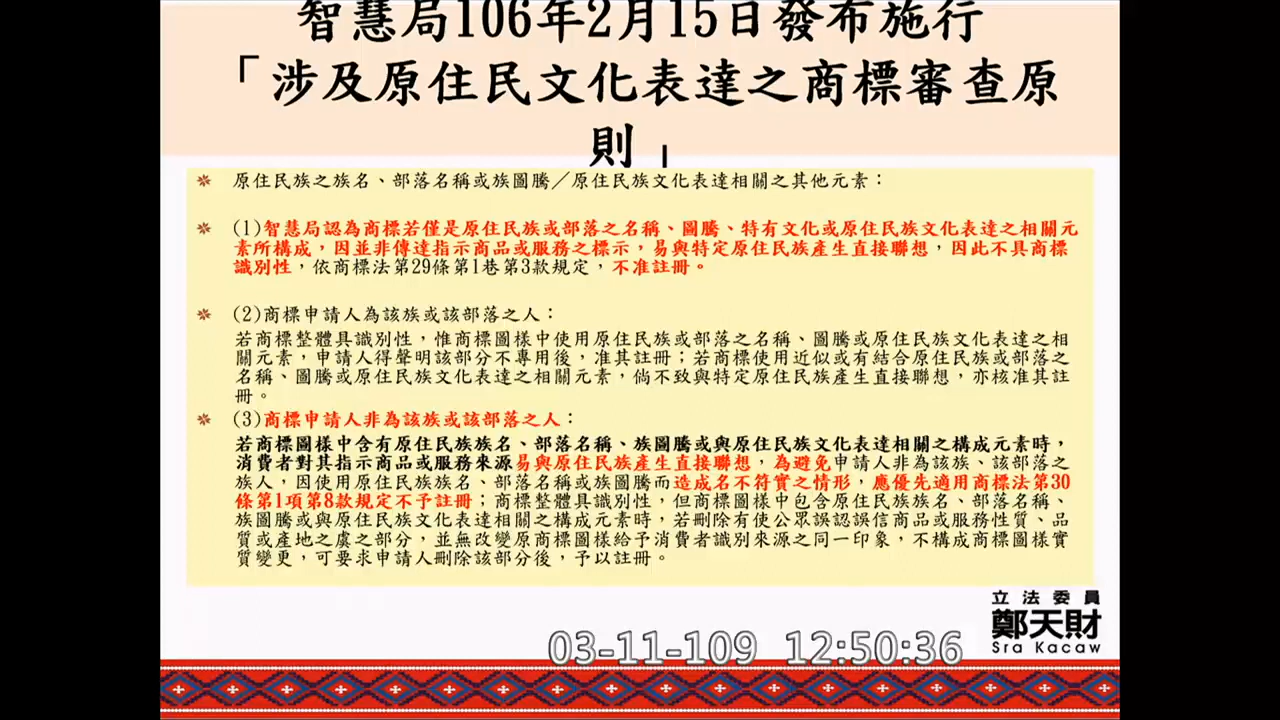 智慧局106年2月15日發布施行
「涉及原住民文化表達之商標審查原
則」
原住民族之族名、部落名稱或族圖騰／原住民族文化表達相關之其他元素：
(1)智慧局認為商標若僅是原住民族或部落之名稱、圖騰、特有文化或原住民族文化表達之相關元
素所構成，因並非傳達指示商品或服務之標示，易與特定原住民族產生直接聯想，因此不具商標
識別性，依商標法第29條第1巷第3款規定，不准註冊。
(2)商標申請人為該族或該部落之人：
若商標整體具識別性，惟商標圖樣中使用原住民族或部落之名稱、圖騰或原住民族文化表達之相
關元素，申請人得聲明該部分不專用後，准其註冊；若商標使用近似或有結合原住民族或部落之
名稱、圖騰或原住民族文化表達之相關元素，倘不致與特定原住民族產生直接聯想，亦核准其註
冊。
(3)商標申請人非為該族或該部落之人：
若商標圖樣中含有原住民族族名、部落名稱、族圖騰或與原住民族文化表達相關之構成元素時，
消費者對其指示商品或服務來源易與原住民族產生直接聯想，為避免申請人非為該族、該部落之
族人，因使用原住民族族名、部落名稱或族圖騰而造成名不符實之情形，應優先適用商標法第30
條第1項第8款規定不予註冊；商標整體具識別性，但商標圖樣中包含原住民族族名、部落名稱、
族圖騰或與原住民族文化表達相關之構成元素時，若刪除有使公眾誤認誤信商品或服務性質、品
質或產地之虞之部分，並無改變原商標圖樣給予消費者識別來源之同一印象，不構成商標圖樣實
質變更，可要求申請人刪除該部分後，予以註冊。
立法委員
鄭天財
Sra Kacaw
03-11-109 12:50:36